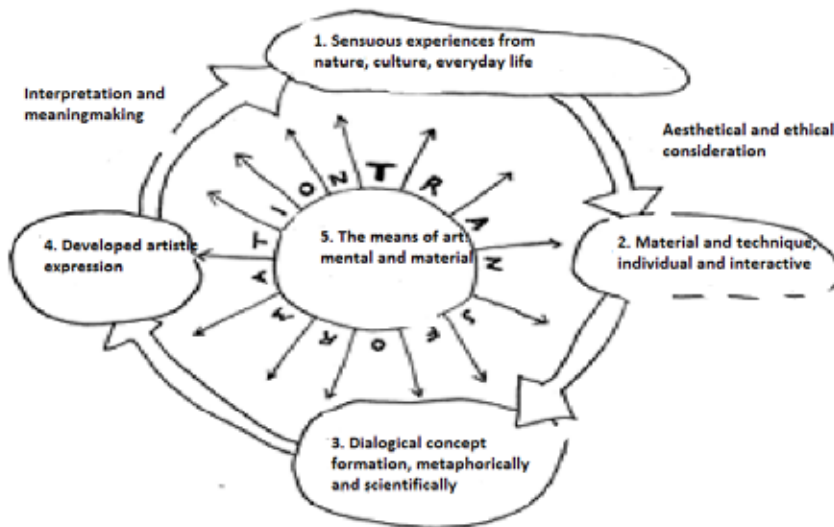 1. Sensuous experiences from
nature, culture, everyday life
Interpretation and
meaningmaking
Aesthetical and ethical
consideration
2. Material and technique,
individual and interactive
3. Dialogical concept
formation, metaphorically
and scientifically
4. Developed artistic
expression
5. The means of art:
mental and material
TRANSFORMATION